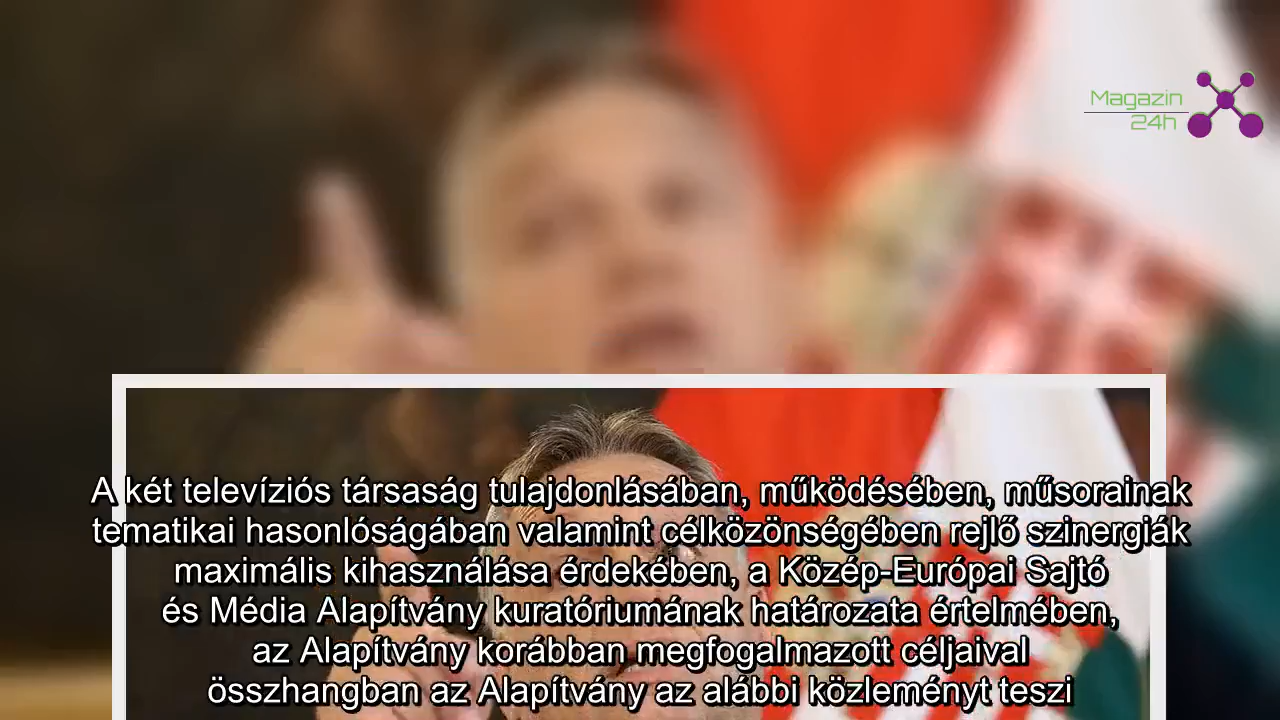 Magazin
24h
A két televíziós társaság tulajdonlásában, működésében, műsorainak
tematikai hasonlóságában valamint célközönségében rejlő szinergiák
maximális kihasználása érdekében, a Közép-Európai Sajtó
és Média Alapítvány kuratóriumának határozata értelmében,
az Alapítvány korábban megfogalmazott céljaival
összhangban az Alapítvány az alábbi közleményt teszi